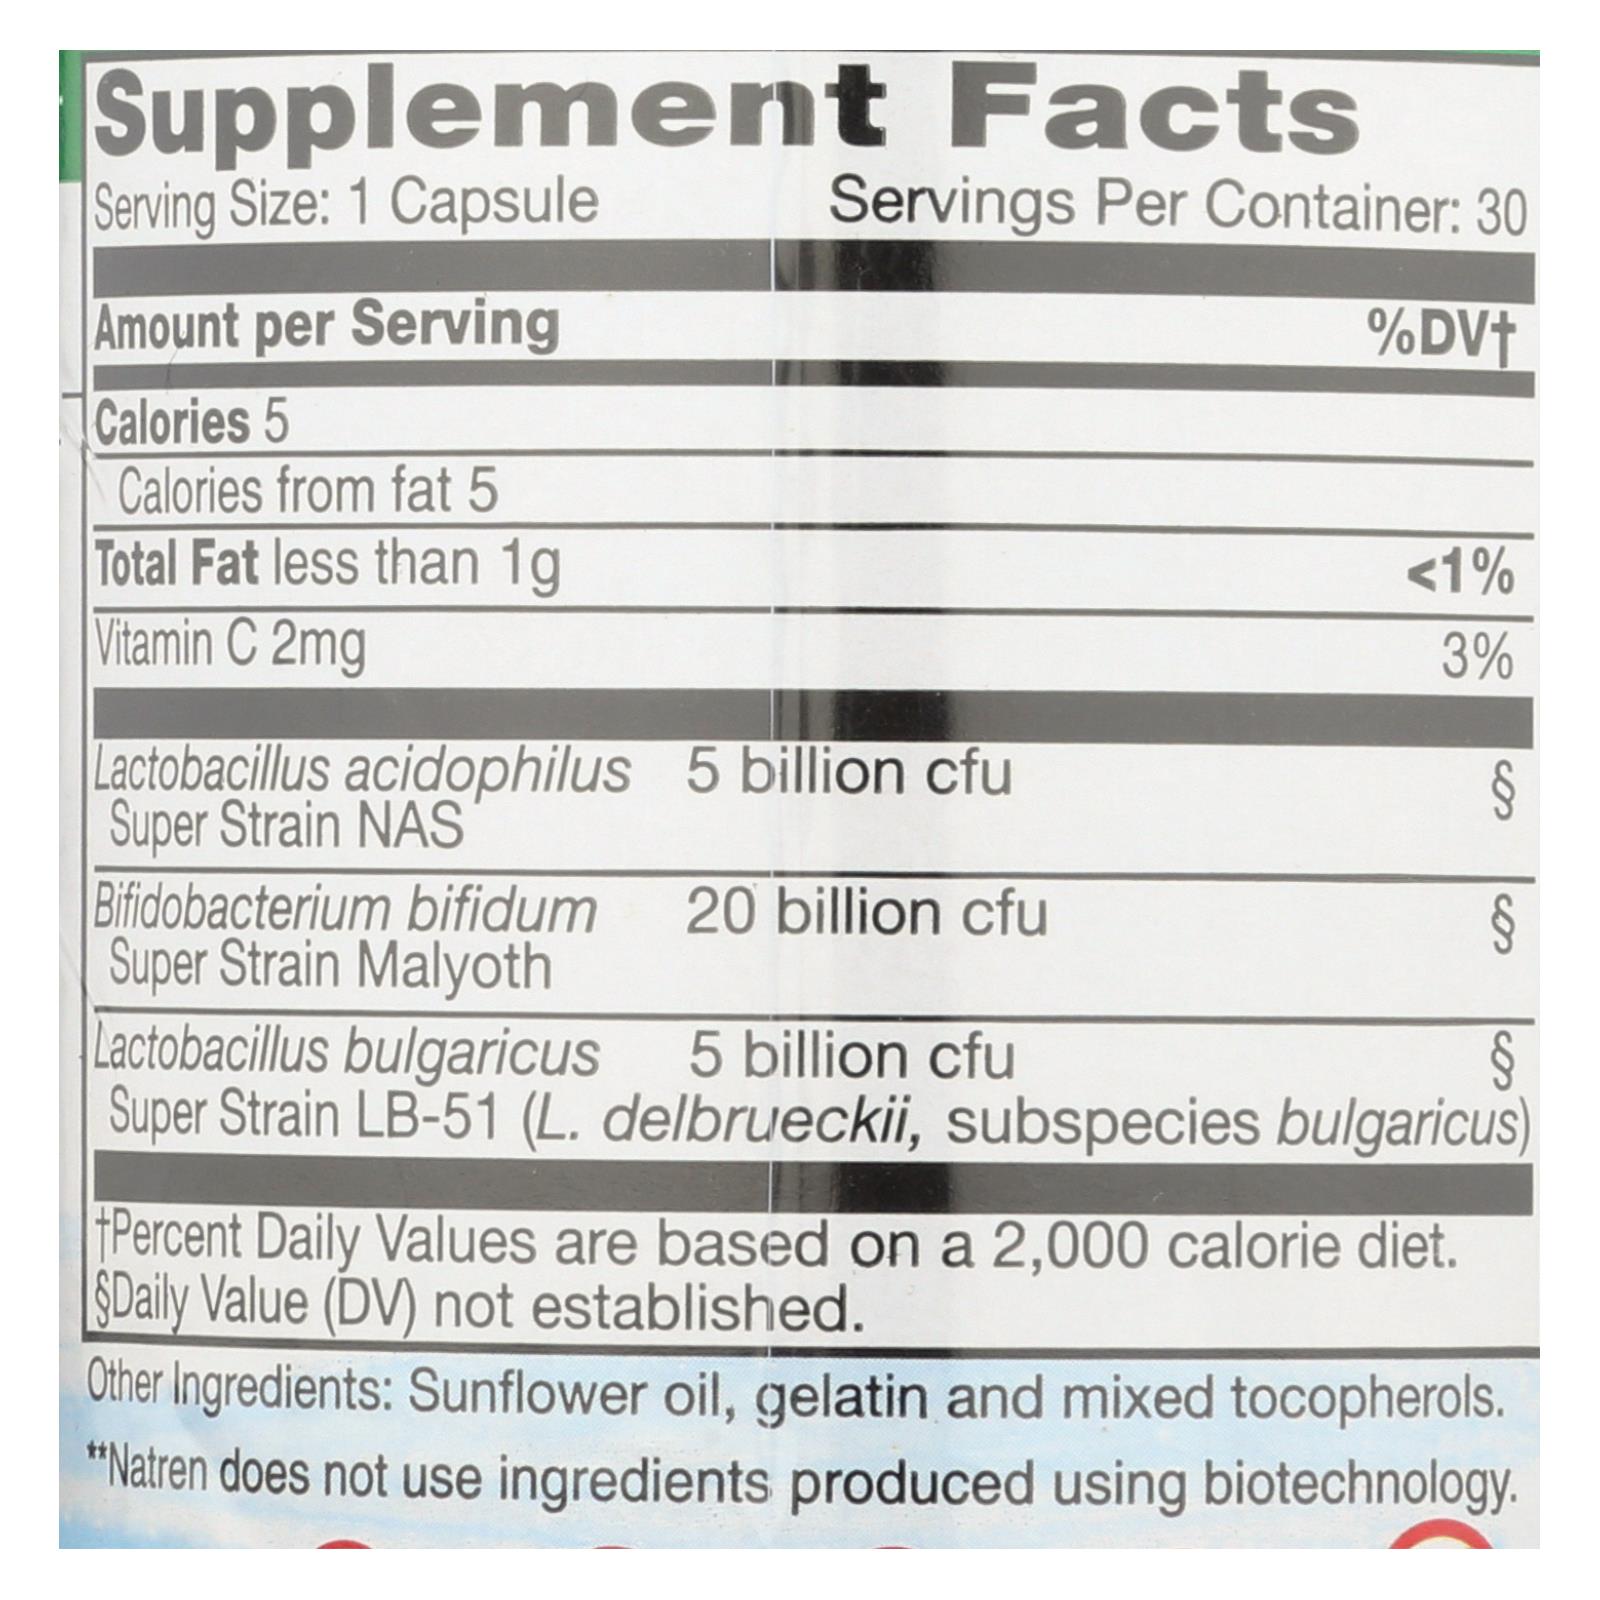 Supplement Facts
Serving Size: 1 Capsule Servings Per Container: 30
Amount per Serving %DV†
Calories 5
Calories from fat 5
Total Fat less than 1g <1%
Vitamin C 2mg 3%
Lactobacillus acidophilus 5 billion cfu §
Super Strain NAS
Bifidobacterium bifidum 20 billion cfu §
Super Strain Malyoth
Lactobacillus bulgaricus 5 billion cfu §
Super Strain LB-51 (L. delbrueckii, subspecies bulgaricus)
†Percent Daily Values are based on a 2,000 calorie diet.
§Daily Value (DV) not established.
Other Ingredients: Sunflower oil, gelatin and mixed tocopherols.
**Natren does not use ingredients produced using biotechnology.